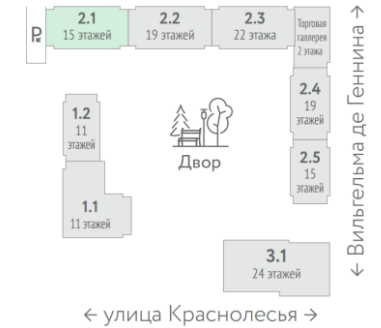 2.1
15 этажей
2.2
19 этажей
2.3
22 этажа
Торговая
галлерея
2 этажа
P
2.4
19
этажей
1.2
11
этажей
Двор
2.5
15
этажей
1.1
11 этажей
3.1
24 этажей
← Вильгельма де Геннина →
← улица Краснолесья →